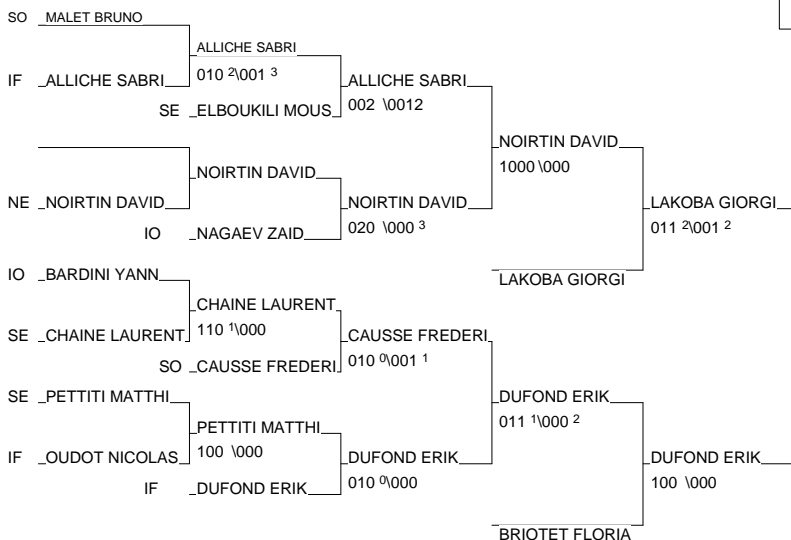 SO MALET BRUNO
ALLICHE SABRI
IF ALLICHE SABRI
010 2\001 3
ALLICHE SABRI
SE ELBOUKILI MOUS
002 \0012
NOIRTIN DAVID
1000 \000
NOIRTIN DAVID
NE NOIRTIN DAVID
NOIRTIN DAVID
LAKOBA GIORGI
IO NAGAEV ZAID
020 \000 3
011 2\001 2
IO BARDINI YANN
LAKOBA GIORGI
CHAINE LAURENT
SE CHAINE LAURENT
110 1\000
CAUSSE FREDERI
SO CAUSSE FREDERI
010 0\001 1
SE PETTITI MATTHI
DUFOND ERIK
011 1\000 2
PETTITI MATTHI
IF OUDOT NICOLAS
100 \000
DUFOND ERIK
DUFOND ERIK
IF DUFOND ERIK
010 0\000
100 \000
BRIOTET FLORIA